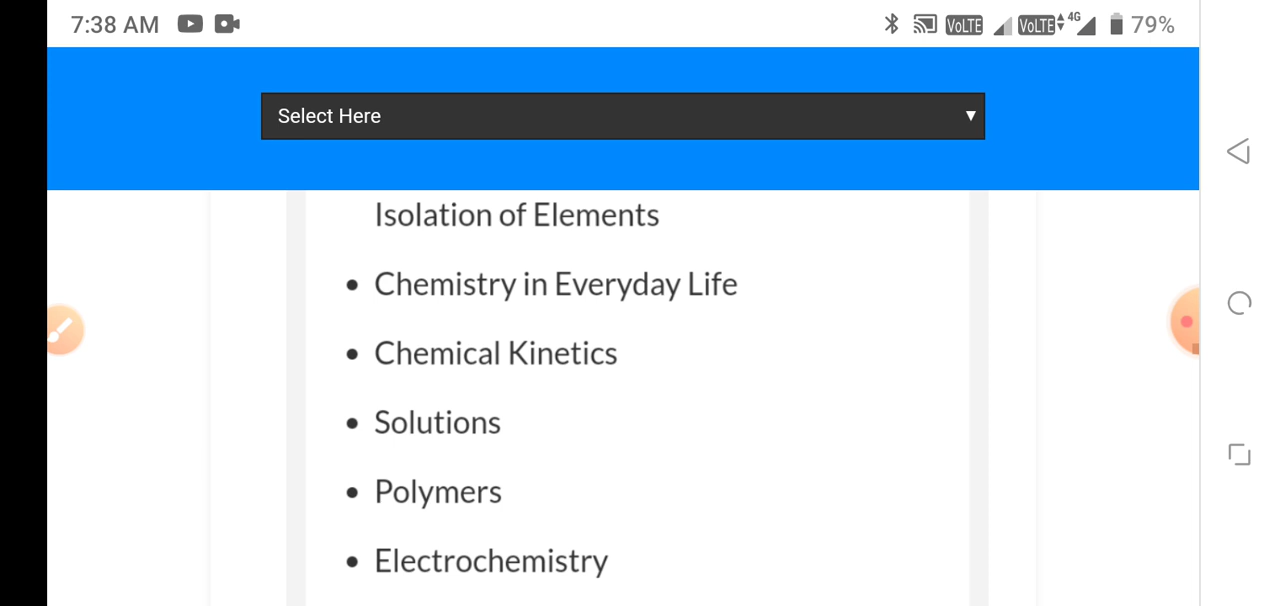 7:38 AM VoLTE VoLTE 4G 79%
Select Here ▼
Isolation of Elements
• Chemistry in Everyday Life
• Chemical Kinetics
• Solutions
• Polymers
• Electrochemistry